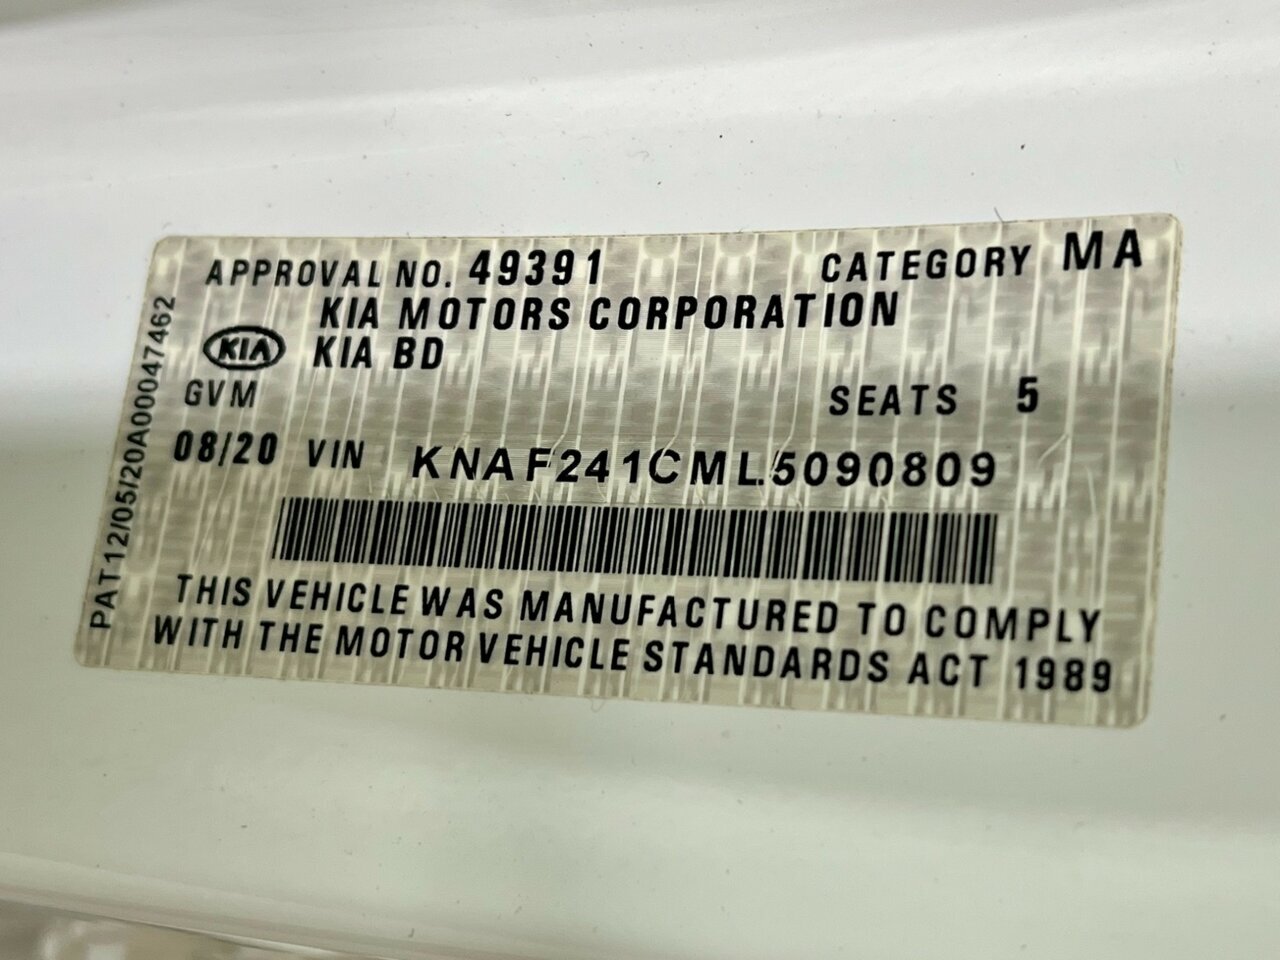 APPROVAL NO. 49391 CATEGORY MA
KIA MOTORS CORPORATION
KIA KIA BD
GVM SEATS 5
08/20 VIN KNAF241CML5090809
THIS VEHICLE WAS MANUFACTURED TO COMPLY
WITH THE MOTOR VEHICLE STANDARDS ACT 1989
PAT12/05/20A00047462